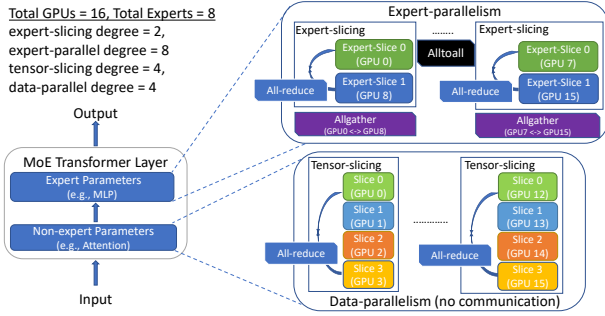 Total GPUs = 16, Total Experts = 8
expert-slicing degree = 2,
expert-parallel degree = 8
tensor-slicing degree = 4,
data-parallel degree = 4
Output
MoE Transformer Layer
Expert Parameters
(e.g., MLP)
Non-expert Parameters
(e.g., Attention)
Input
Expert-parallelism
Expert-slicing
Expert-Slice 0
(GPU 0)
Expert-Slice 1
(GPU 8)
All-reduce
Allgather
(GPU0 <-> GPU8)
........
Alltoall
Expert-slicing
Expert-Slice 0
(GPU 7)
Expert-Slice 1
(GPU 15)
All-reduce
Allgather
(GPU7 <-> GPU15)
Tensor-slicing
Slice 0
(GPU 0)
Slice 1
(GPU 1)
Slice 2
(GPU 2)
Slice 3
(GPU 3)
All-reduce
.............
Tensor-slicing
Slice 0
(GPU 12)
Slice 1
(GPU 13)
Slice 2
(GPU 14)
Slice 3
(GPU 15)
All-reduce
Data-parallelism (no communication)